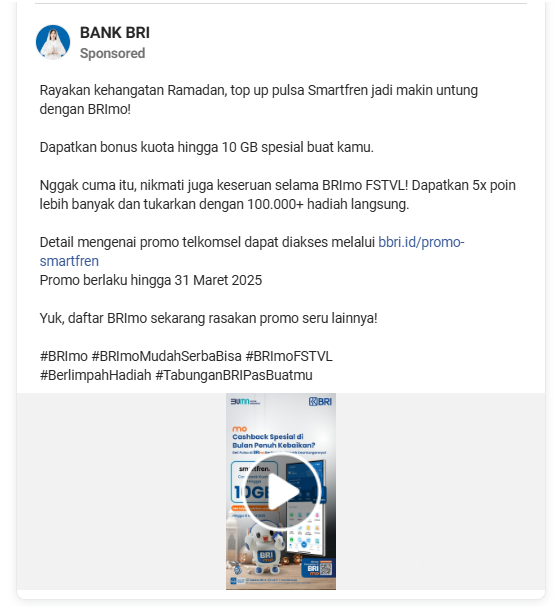 BANK BRI
Sponsored
Rayakan kehangatan Ramadan, top up pulsa Smartfren jadi makin untung
dengan BRImo!
Dapatkan bonus kuota hingga 10 GB spesial buat kamu.
Nggak cuma itu, nikmati juga keseruan selama BRImo FSTVL! Dapatkan 5x poin
lebih banyak dan tukarkan dengan 100.000+ hadiah langsung.
Detail mengenai promo telkomsel dapat diakses melalui bbri.id/promo-
smartfren
Promo berlaku hingga 31 Maret 2025
Yuk, daftar BRImo sekarang rasakan promo seru lainnya!
#BRImo #BRImoMudahSerbaBisa #BRImoFSTVL
#BerlimpahHadiah #TabunganBRIPasBuatmu
BUMN
BRI
mo
Cashback Spesial di
Bulan Penuh Kebaikan?
smartfren
10GB
BRI
BRI
mo